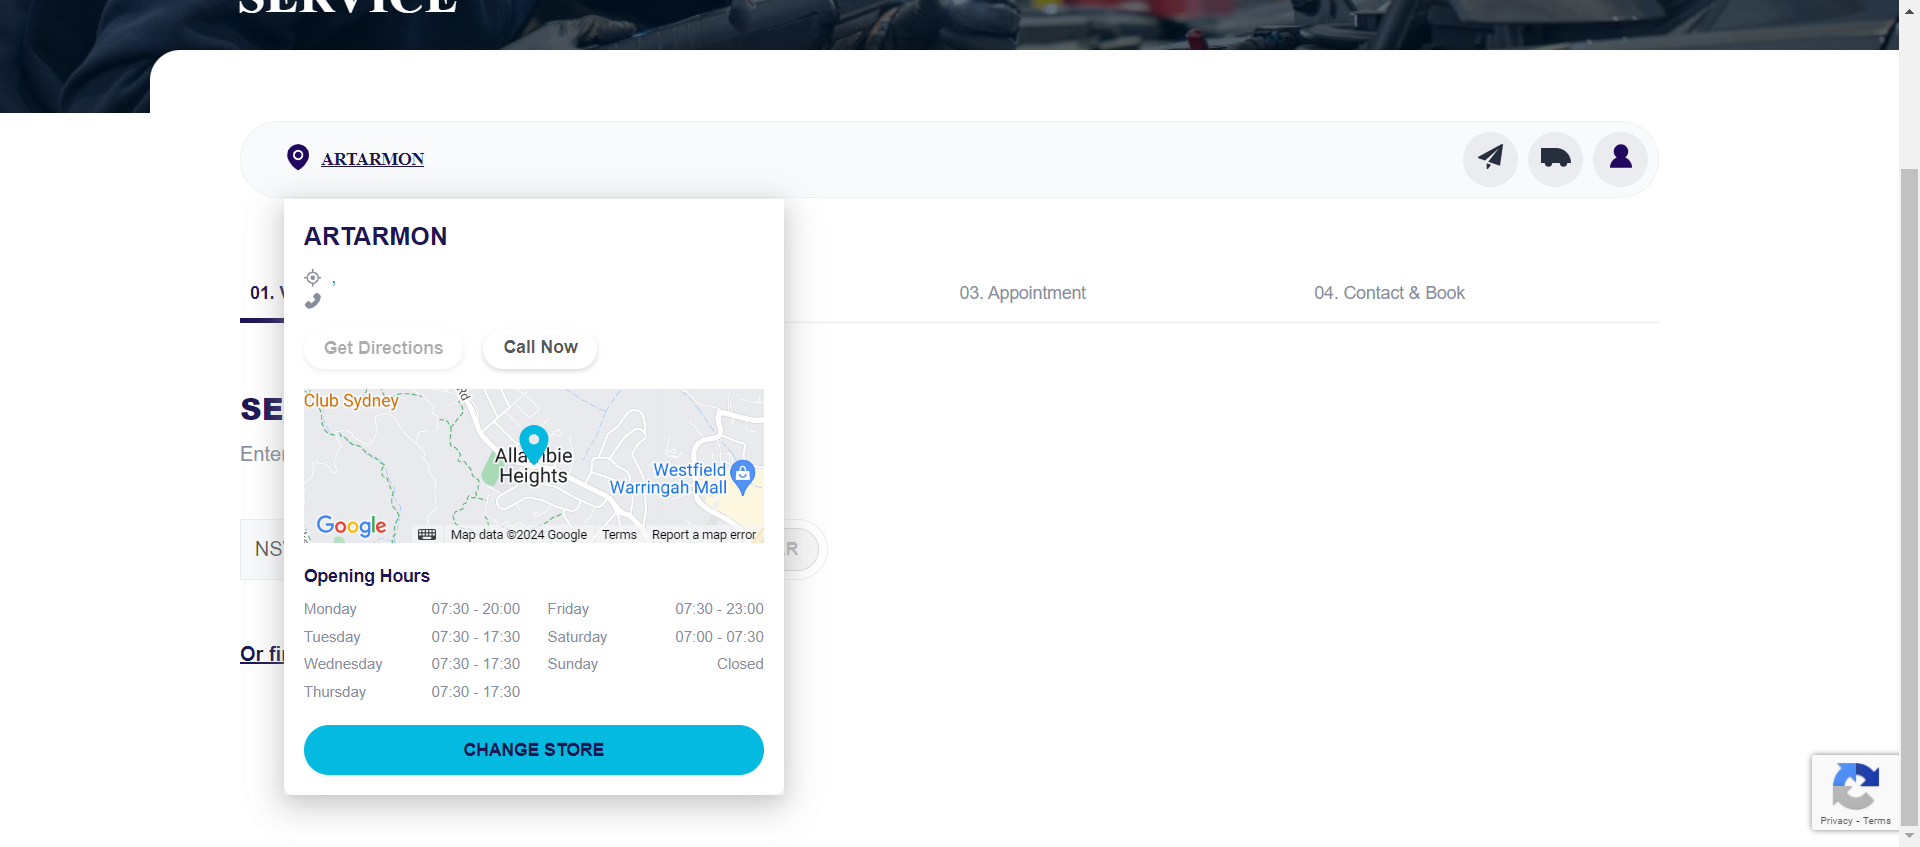 SERVICE
ARTARMON
ARTARMON
,
01.
03. Appointment
04. Contact & Book
Get Directions
Call Now
SE
Enter
Club Sydney
Rd
Allambie
Heights
Westfield
Warringah Mall
Google
Map data ©2024 Google
Terms
Report a map error
NS
R
Opening Hours
Monday 07:30 - 20:00 Friday 07:30 - 23:00
Tuesday 07:30 - 17:30 Saturday 07:00 - 07:30
Wednesday 07:30 - 17:30 Sunday Closed
Thursday 07:30 - 17:30
Or
CHANGE STORE
Privacy - Terms